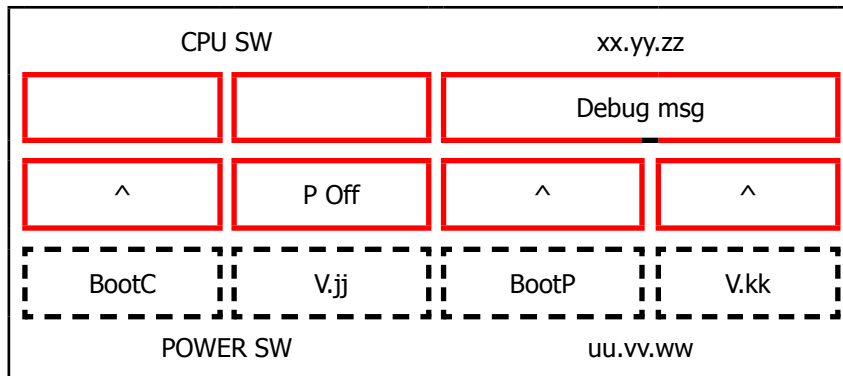 CPU SW xx.yy.zz
Debug msg
^ P Off ^ ^
BootC V.jj BootP V.kk
POWER SW uu.vv.ww